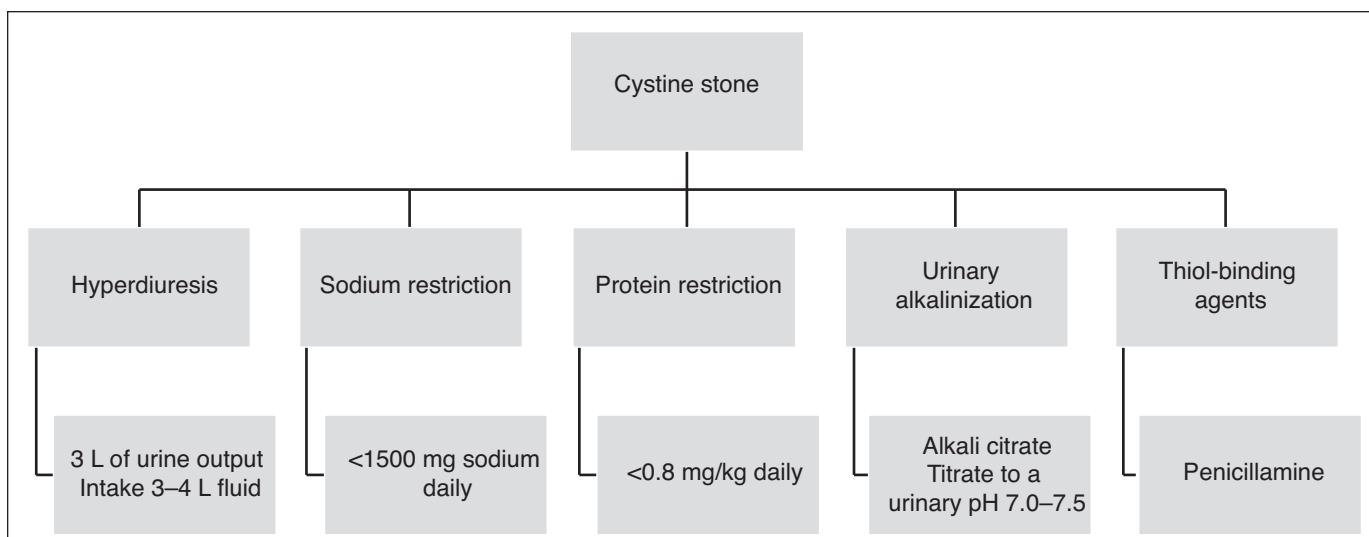 Cystine stone
Hyperdiuresis
Sodium restriction
Protein restriction
Urinary
alkalinization
Thiol-binding
agents
3 L of urine output
Intake 3–4 L fluid
<1500 mg sodium
daily
<0.8 mg/kg daily
Alkali citrate
Titrate to a
urinary pH 7.0–7.5
Penicillamine